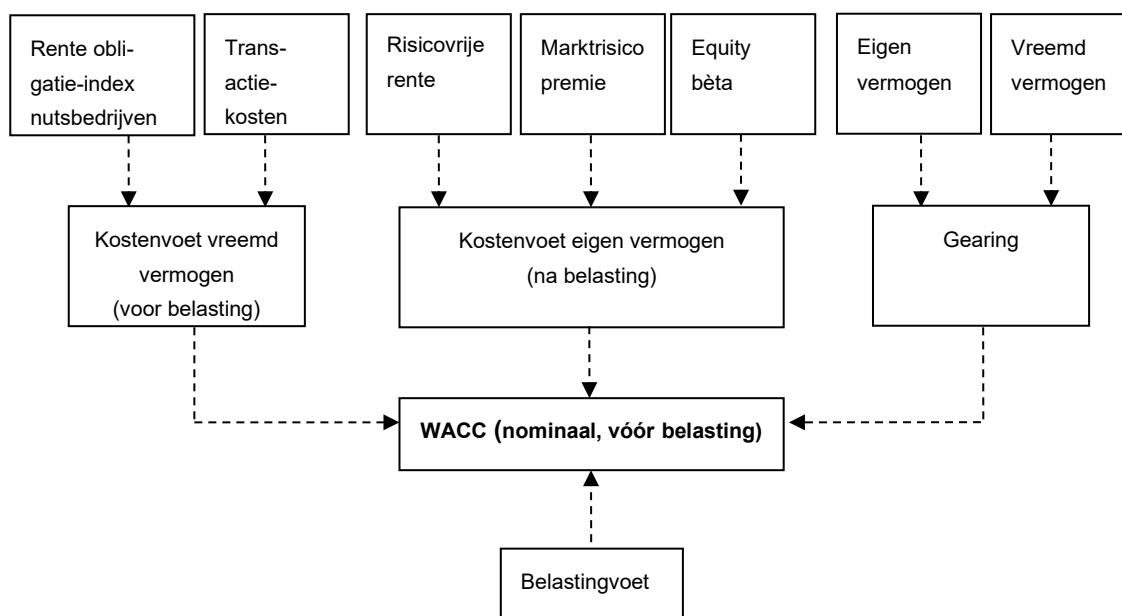 Rente obli-
gatie-index
nutsbedrijven
Trans-
actie-
kosten
Risicovrije
rente
Marktrisico
premie
Equity
bèta
Eigen
vermogen
Vreemd
vermogen
Kostenvoet vreemd
vermogen
(voor belasting)
Kostenvoet eigen vermogen
(na belasting)
Gearing
WACC (nominaal, vóór belasting)
Belastingvoet